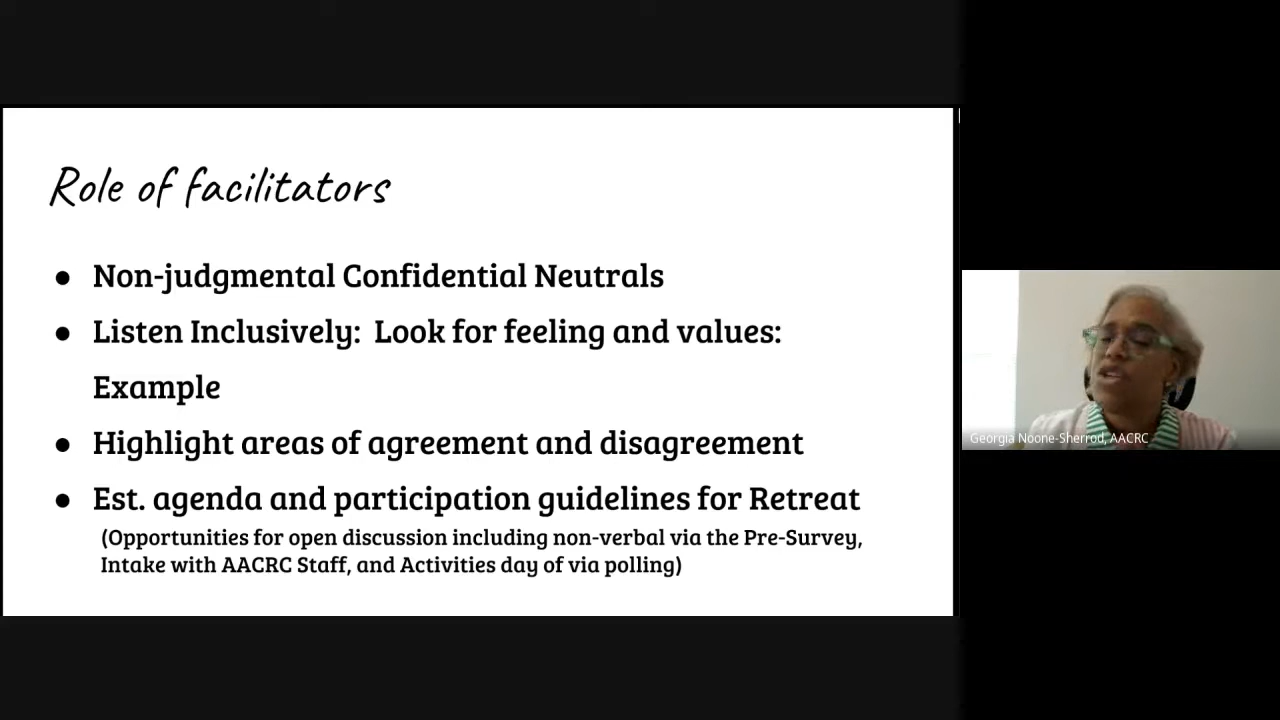 Role of facilitators
● Non-judgmental Confidential Neutrals
● Listen Inclusively: Look for feeling and values:
Example
● Highlight areas of agreement and disagreement
● Est. agenda and participation guidelines for Retreat
(Opportunities for open discussion including non-verbal via the Pre-Survey,
Intake with AACRC Staff, and Activities day of via polling)
Georgia Noone-Sherrod, AACRC